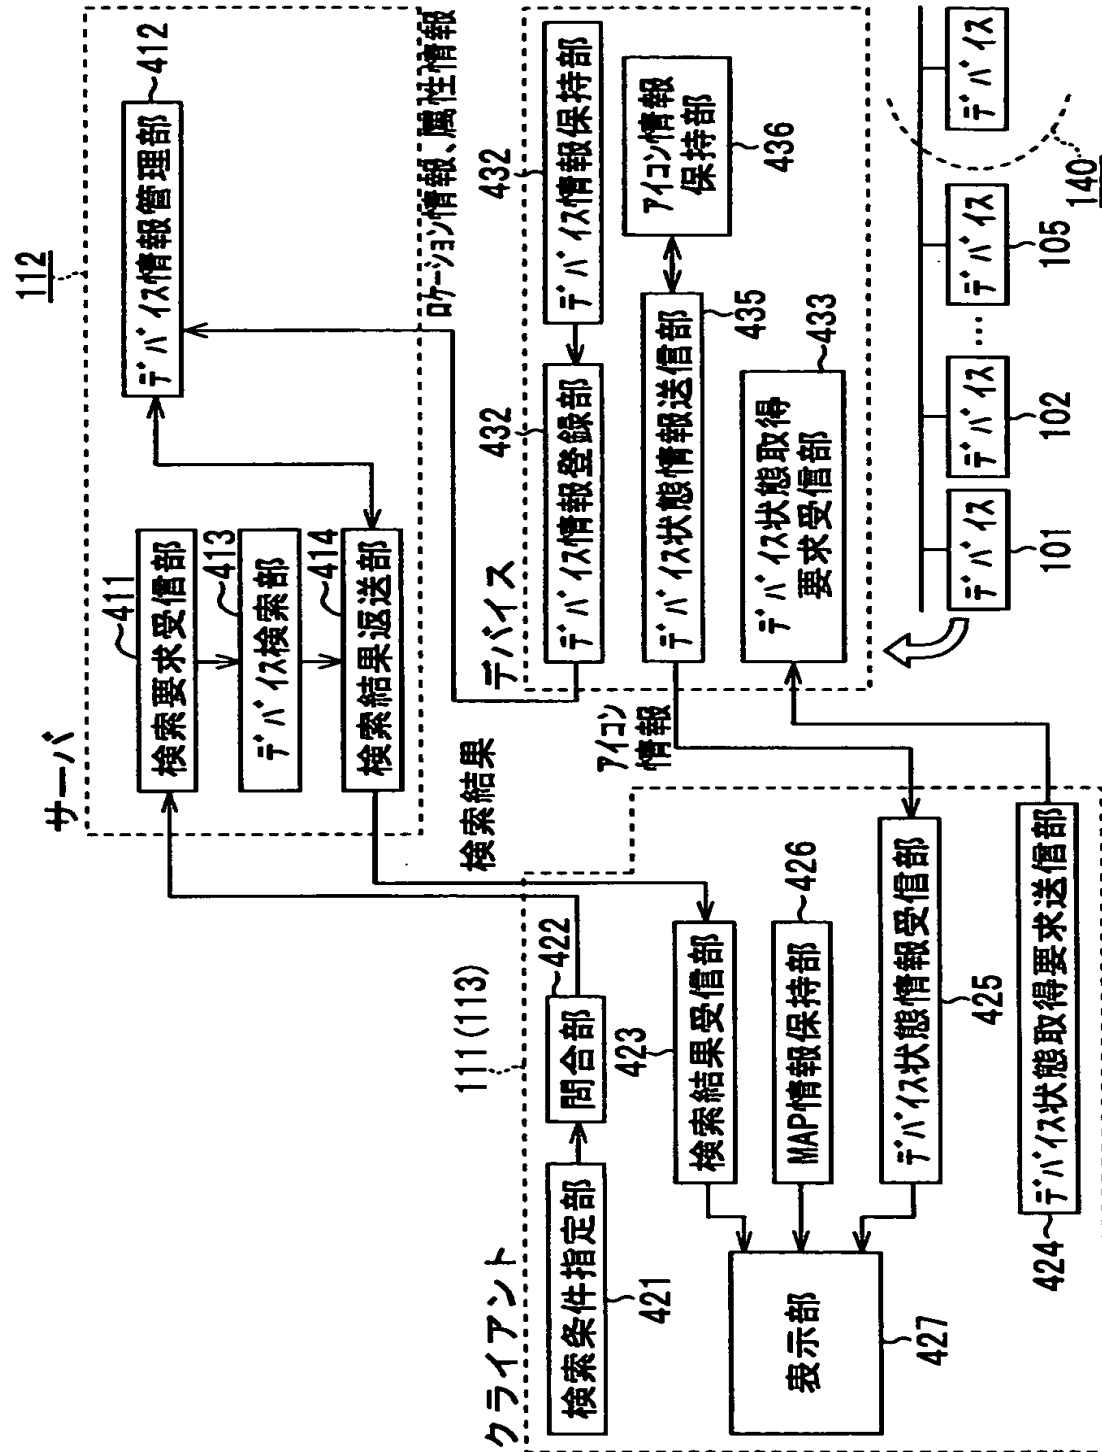 サーバ
112
検索要求受信部
411
デバイス検索部
413
検索結果返送部
414
デバイス情報管理部
412
ロケーション情報、属性情報
検索結果
クライアント
111(113)
検索条件指定部
421
問合部
422
検索結果受信部
423
MAP情報保持部
426
デバイス状態情報受信部
425
デバイス状態取得要求送信部
424
表示部
427
アイコン
情報
デバイス
デバイス情報登録部
432
デバイス情報保持部
432
デバイス状態情報送信部
435
アイコン情報
保持部
436
デバイス状態取得
要求受信部
433
デバイス
101
デバイス
102
…
デバイス
105
デバイス
140